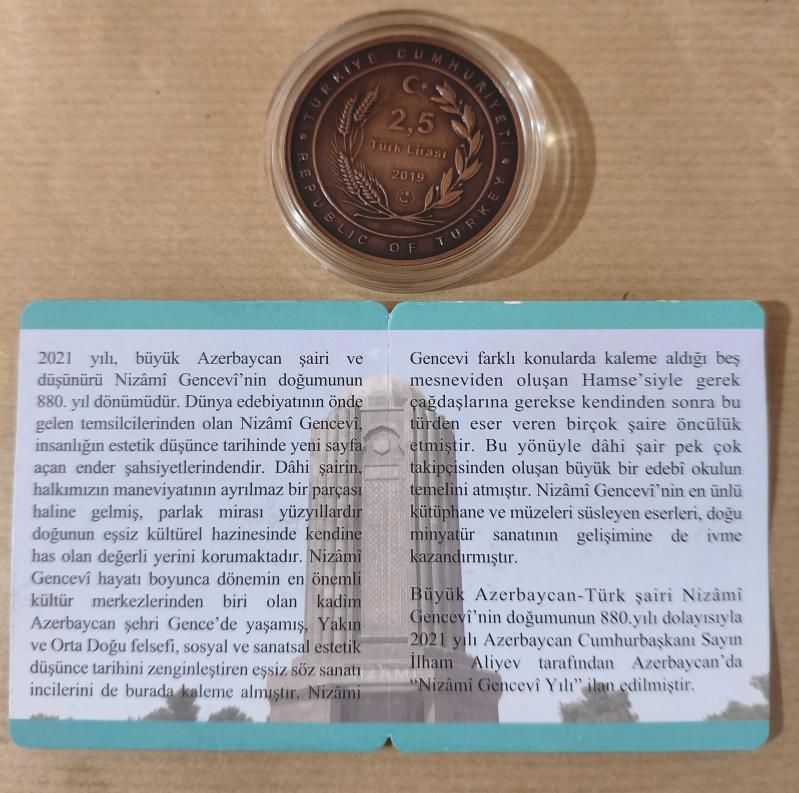 TÜRKİYE CUMHURİYETİ
2,5
Türk Lirası
2019
REPUBLIC OF TURKEY
2021 yılı, büyük Azerbaycan şairi ve
düşünürü Nizâmî Gencevî’nin doğumunun
880. yıl dönümüdür. Dünya edebiyatının önde
gelen temsilcilerinden olan Nizâmî Gencevî,
insanlığın estetik düşünce tarihinde yeni sayfa
açan ender şahsiyetlerindendir. Dâhi şairin,
halkımızın maneviyatının ayrılmaz bir parçası
haline gelmiş, parlak mirası yüzyıllardır
doğunun eşsiz kültürel hazinesinde kendine
has olan değerli yerini korumaktadır. Nizâmî
Gencevî hayatı boyunca dönemin en önemli
kültür merkezlerinden biri olan kadim
Azerbaycan şehri Gence’de yaşamış, Yakın
ve Orta Doğu felsefi, sosyal ve sanatsal estetik
düşünce tarihini zenginleştiren eşsiz söz sanatı
incilerini de burada kaleme almıştır. Nizâmi
Gencevi farklı konularda kaleme aldığı beş
mesneviden oluşan Hamse’siyle gerek
çağdaşlarına gerekse kendinden sonra bu
türden eser veren birçok şaire öncülük
etmiştir. Bu yönüyle dâhi şair pek çok
takipçisinden oluşan büyük bir edebî okulun
temelini atmıştır. Nizâmî Gencevî’nin en ünlü
kütüphane ve müzeleri süsleyen eserleri, doğu
minyatür sanatının gelişimine de ivme
kazandırmıştır.
Büyük Azerbaycan-Türk şairi Nizâmî
Gencevî’nin doğumunun 880.yılı dolayısıyla
2021 yılı Azerbaycan Cumhurbaşkanı Sayın
İlham Aliyev tarafından Azerbaycan’da
“Nizâmî Gencevî Yılı” ilan edilmiştir.